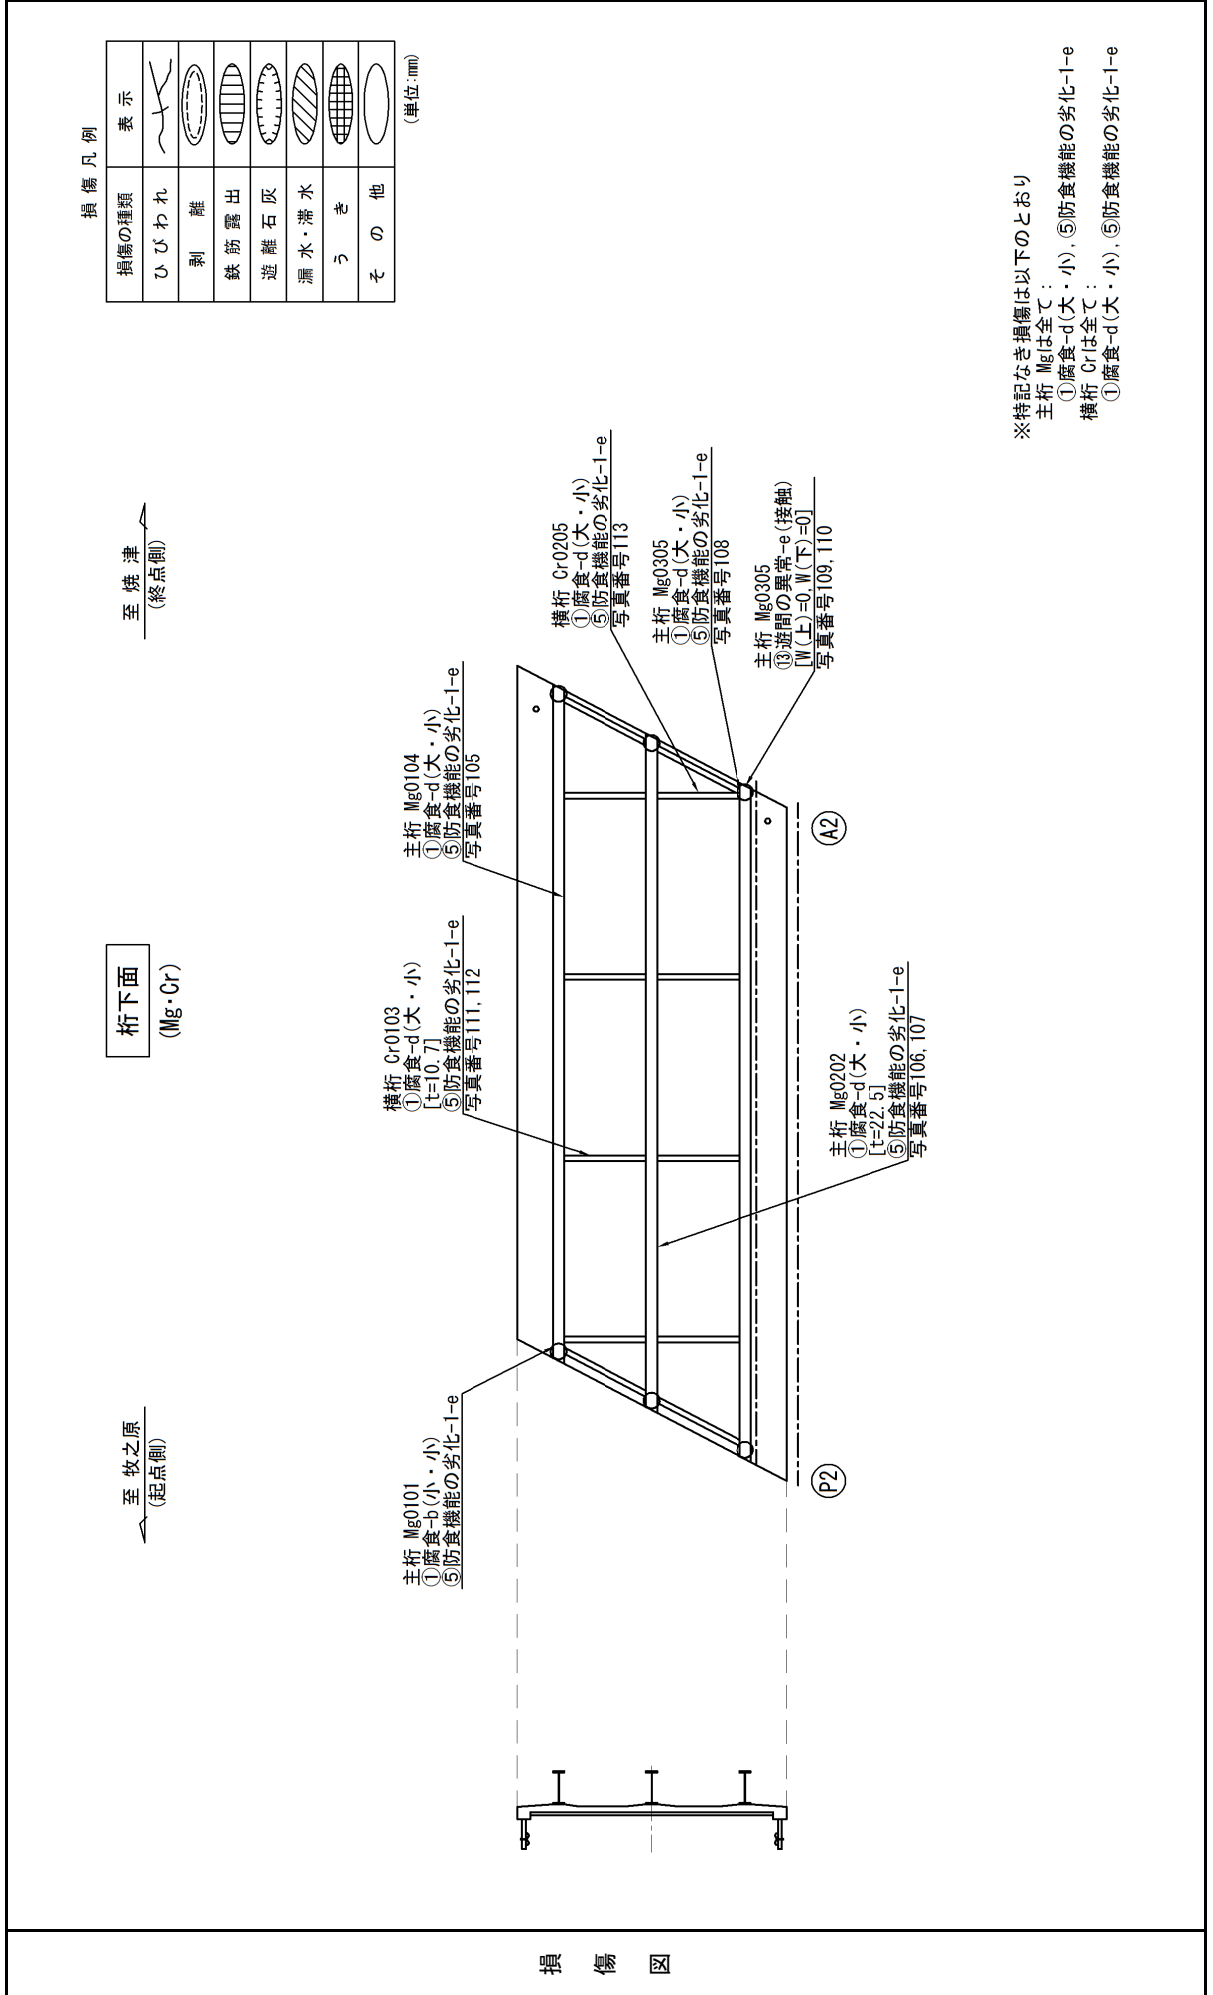 損傷図
桁下面
(Mg・Cr)
至 牧之原
(起点側)
至 焼津
(終点側)
損傷凡例
損傷の種類 表示
ひびわれ
剥離
鉄筋露出
遊離石灰
漏水・滞水
うき
その他
(単位:mm)
主桁 Mg0101
①腐食-b(小・小)
⑤防食機能の劣化-1-e
横桁 Cr0103
①腐食-d(大・小)
[t=10.7]
⑤防食機能の劣化-1-e
写真番号111,112
主桁 Mg0104
①腐食-d(大・小)
⑤防食機能の劣化-1-e
写真番号105
横桁 Cr0205
①腐食-d(大・小)
⑤防食機能の劣化-1-e
写真番号113
主桁 Mg0305
①腐食-d(大・小)
⑤防食機能の劣化-1-e
写真番号108
主桁 Mg0305
⑬遊間の異常-e(接触)
[W(上)=0,W(下)=0]
写真番号109,110
主桁 Mg0202
①腐食-d(大・小)
[t=22.5]
⑤防食機能の劣化-1-e
写真番号106,107
P2
A2
※特記なき損傷は以下のとおり
主桁 Mgは全て:
①腐食-d(大・小),⑤防食機能の劣化-1-e
横桁 Crは全て:
①腐食-d(大・小),⑤防食機能の劣化-1-e